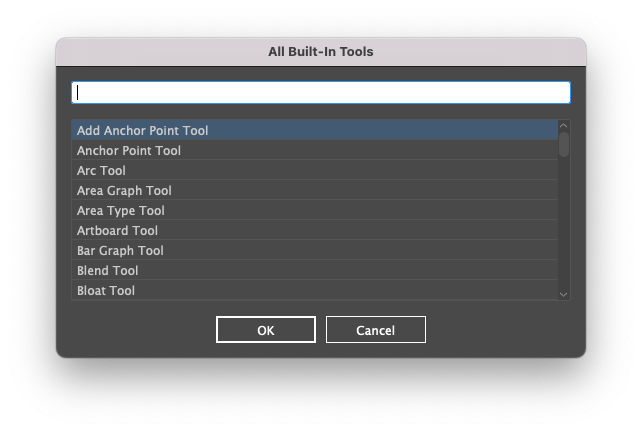 All Built-In Tools
Add Anchor Point Tool
Anchor Point Tool
Arc Tool
Area Graph Tool
Area Type Tool
Artboard Tool
Bar Graph Tool
Blend Tool
Bloat Tool
OK Cancel